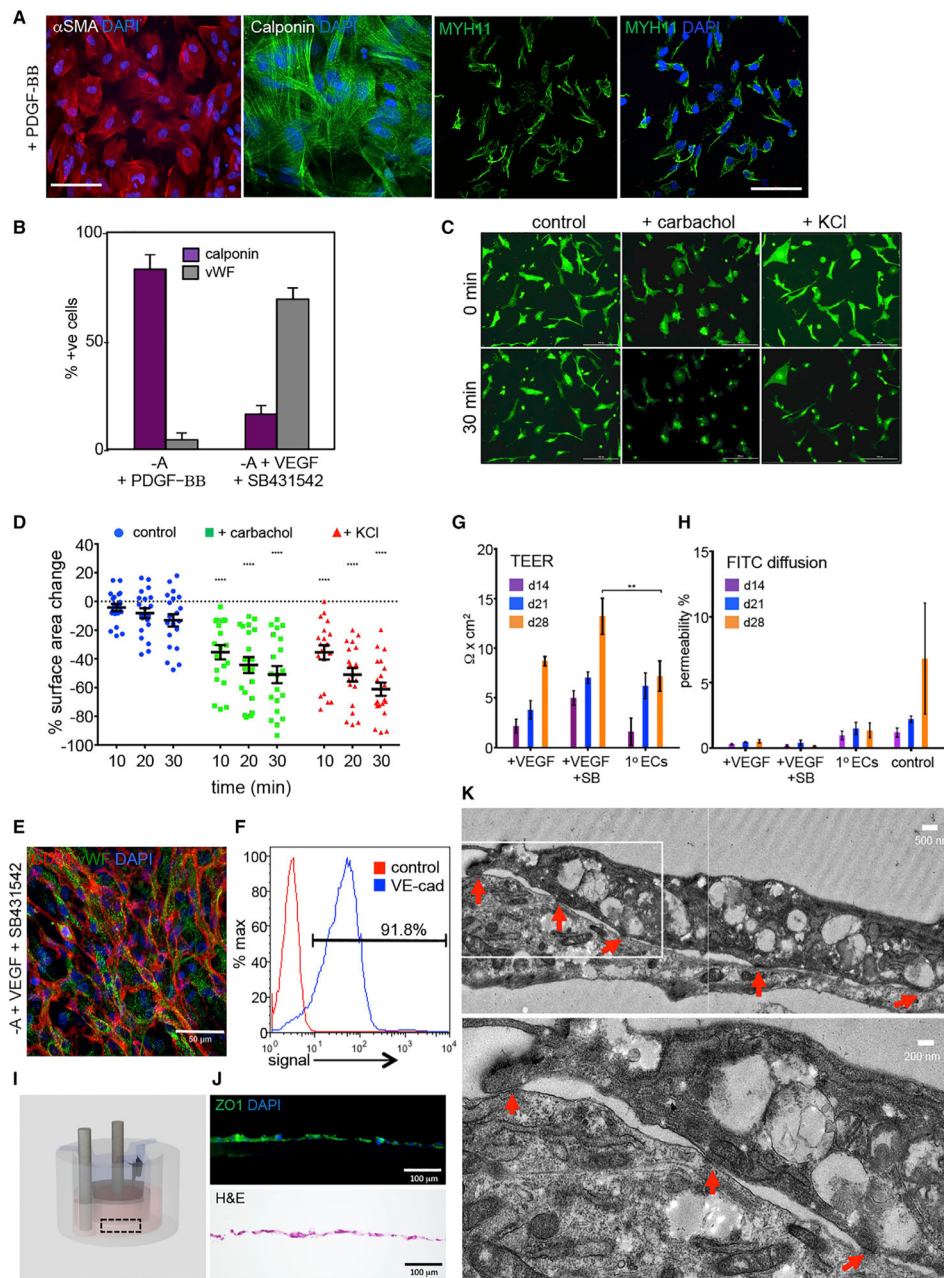 A
αSMA DAPI
Calponin DAPI
MYH11
MYH11 DAPI
+ PDGF-BB
B
100
50
0
% +ve cells
calponin
vWF
-A
+ PDGF-BB
-A + VEGF
+ SB431542
C
control
+ carbachol
+ KCl
0 min
30 min
D
control
+ carbachol
+ KCl
40
20
0
-20
-40
-60
-80
-100
% surface area change
****
****
****
****
****
****
10 20 30
10 20 30
10 20 30
time (min)
G
TEER
d14
d21
d28
**
20
15
10
5
0
Ω x cm²
+VEGF
+VEGF
+SB
1º ECs
H
FITC diffusion
d14
d21
d28
15
10
5
0
permeability %
+VEGF
+VEGF
+SB
1º ECs
control
E
vWF DAPI
-A + VEGF + SB431542
50 µm
F
control
VE-cad
91.8%
100
80
60
40
20
0
% max
10⁰ 10¹ 10² 10³ 10⁴
signal
K
500 nm
200 nm
I
J
ZO1 DAPI
100 µm
H&E
100 µm